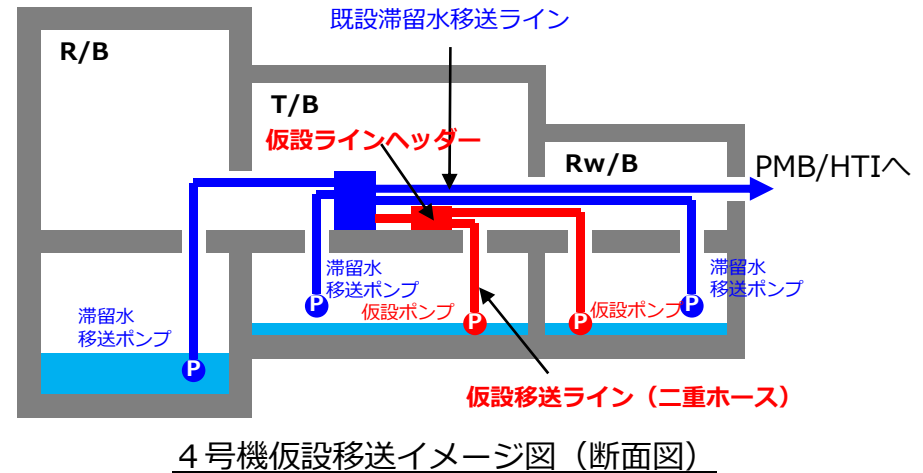 既設滞留水移送ライン
R/B
T/B
仮設ラインヘッダー
Rw/B
PMB/HTIへ
滞留水
移送ポンプ
滞留水
移送ポンプ
P
仮設ポンプ
仮設ポンプ
P
滞留水
移送ポンプ
P
P
P
仮設移送ライン（二重ホース）
４号機仮設移送イメージ図（断面図）